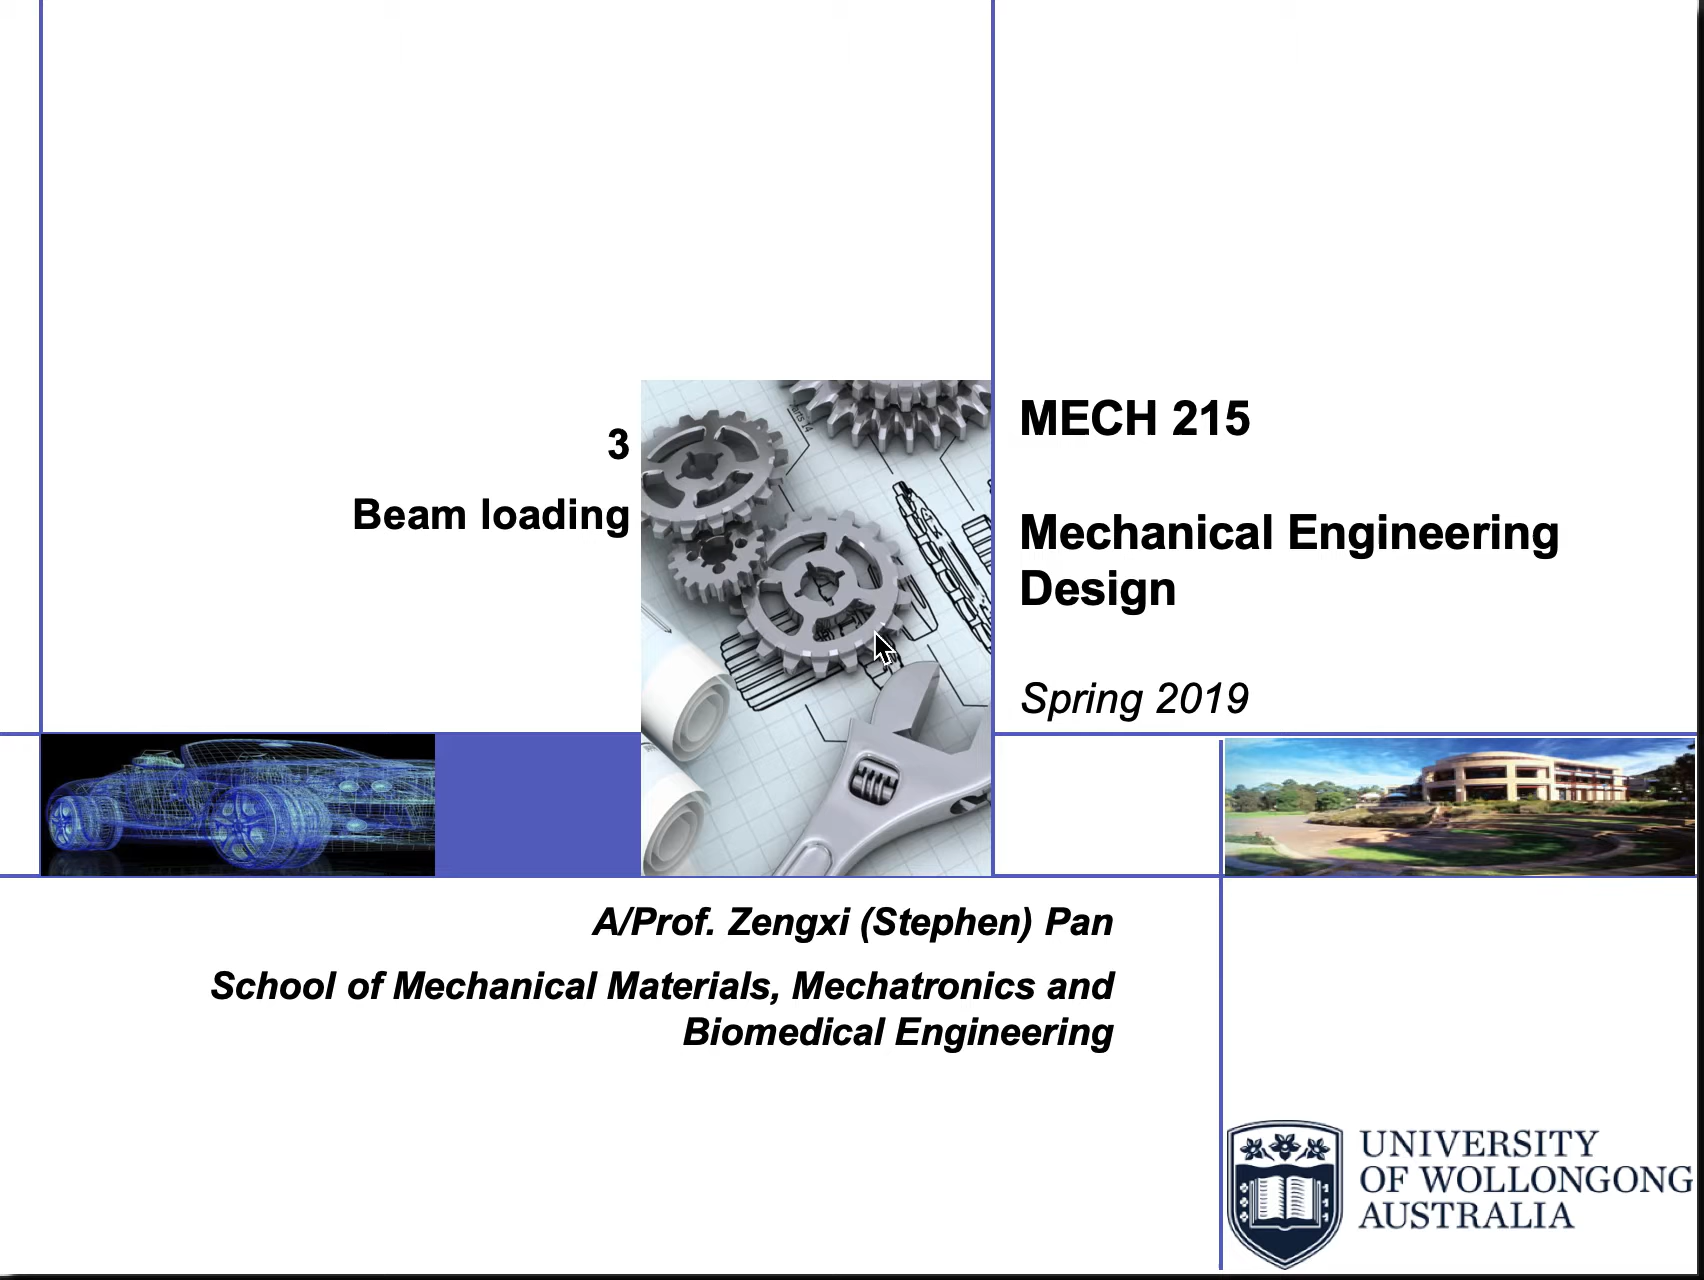 3
Beam loading
MECH 215
Mechanical Engineering
Design
Spring 2019
A/Prof. Zengxi (Stephen) Pan
School of Mechanical Materials, Mechatronics and
Biomedical Engineering
UNIVERSITY
OF WOLLONGONG
AUSTRALIA